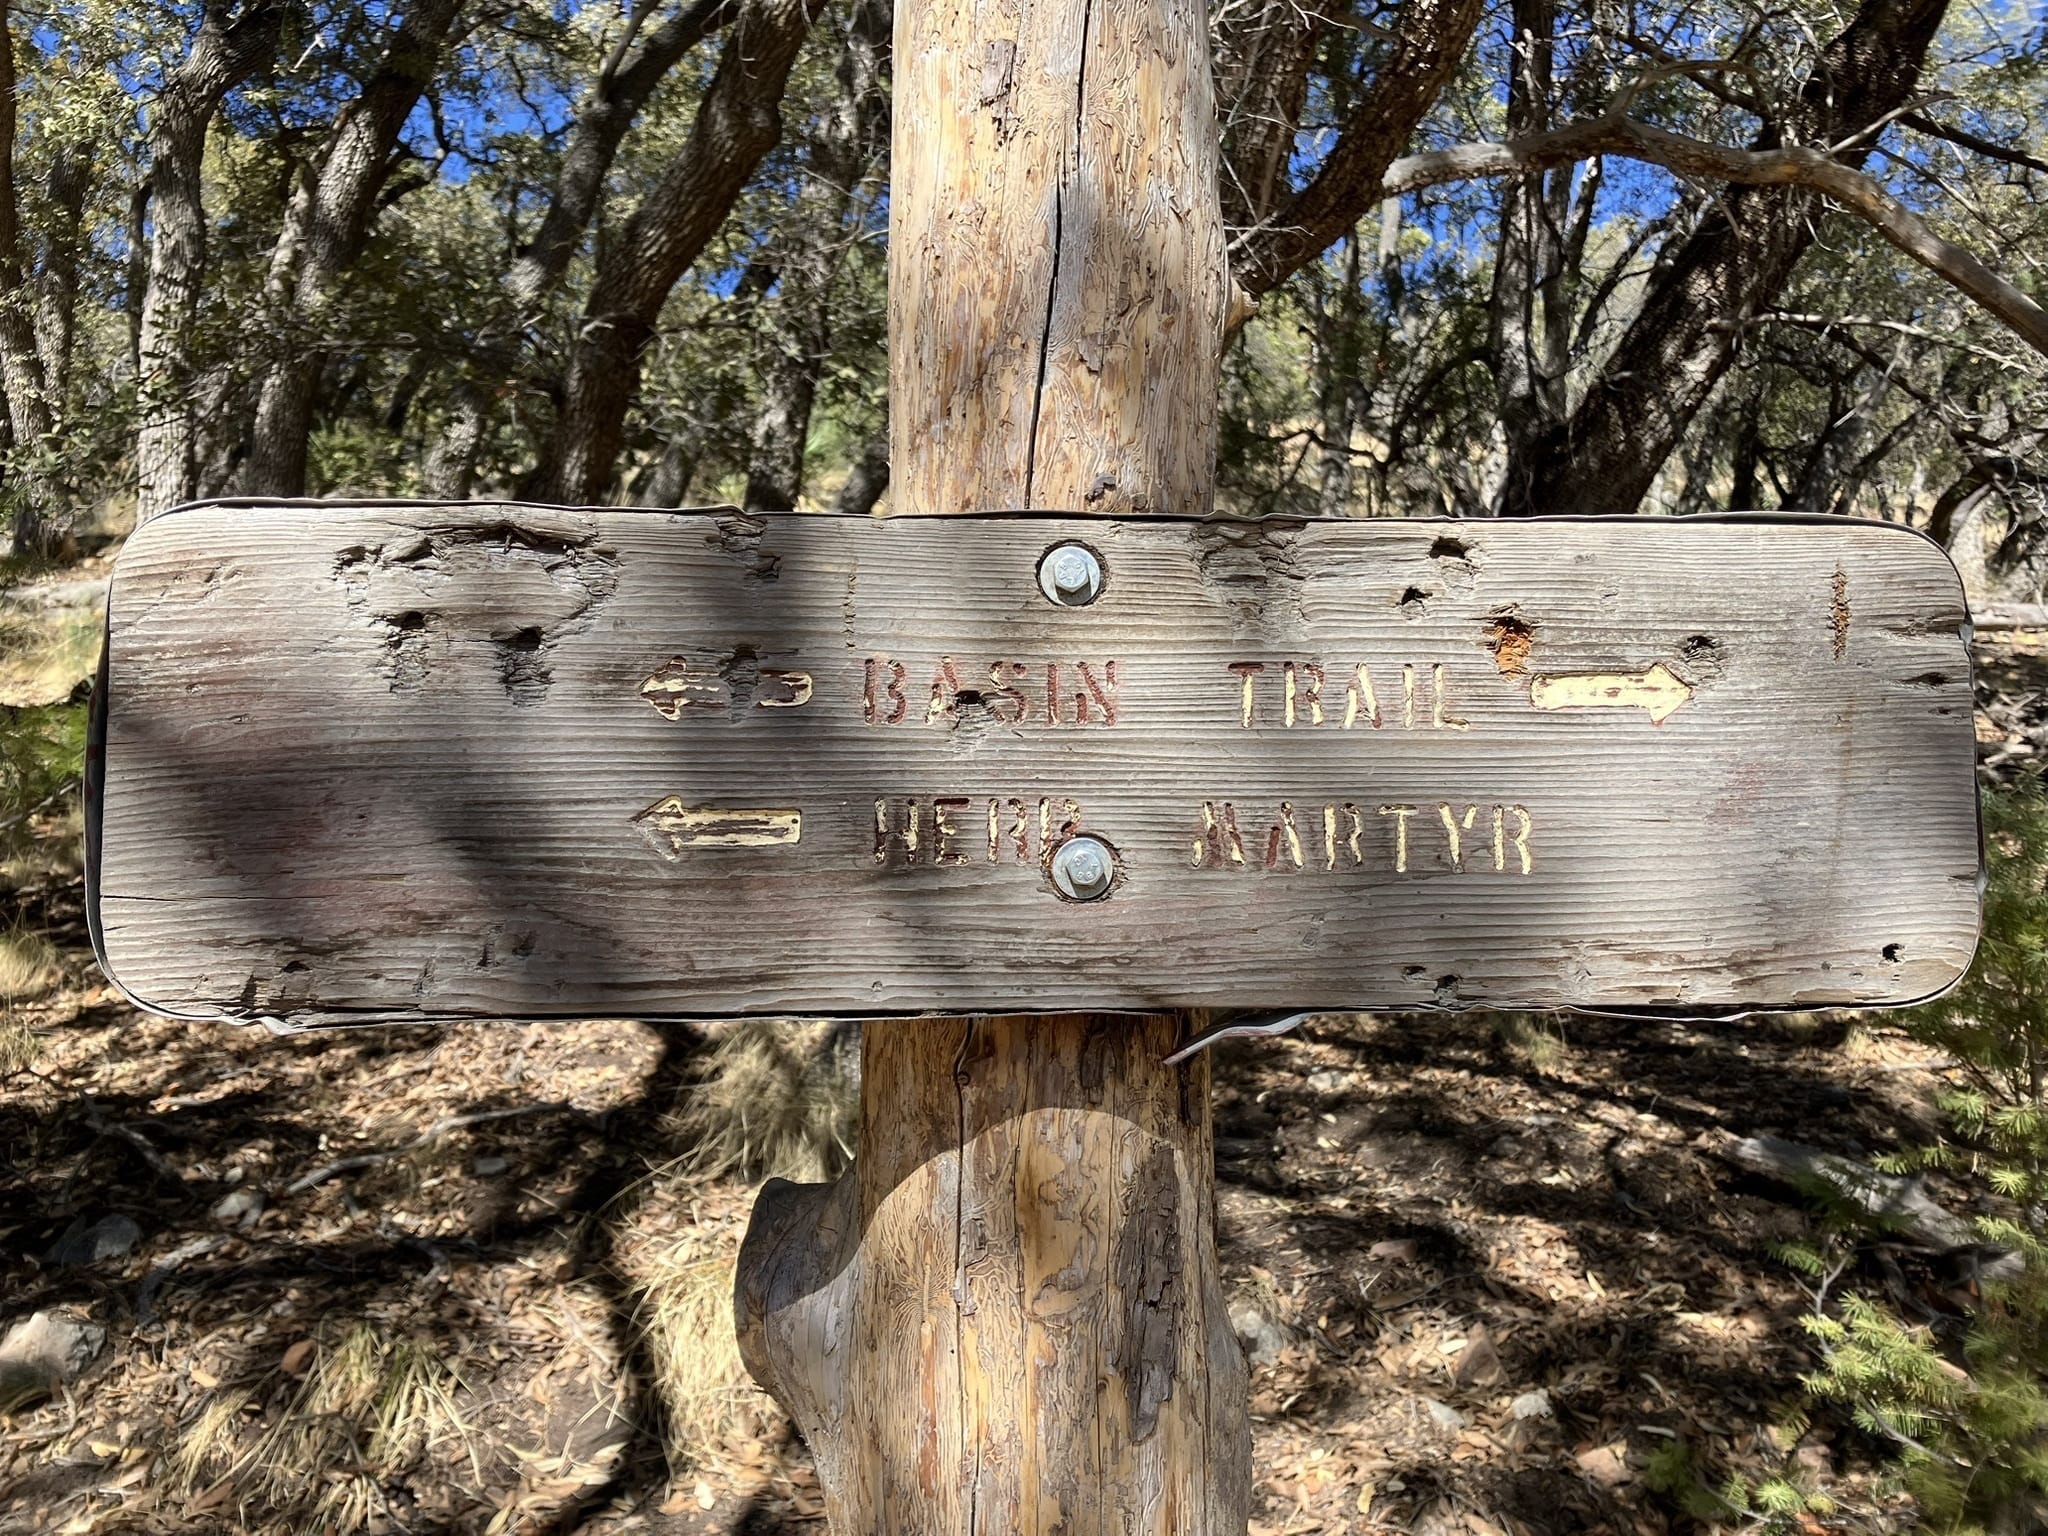 ← BASIN TRAIL →
← HERB MARTYR